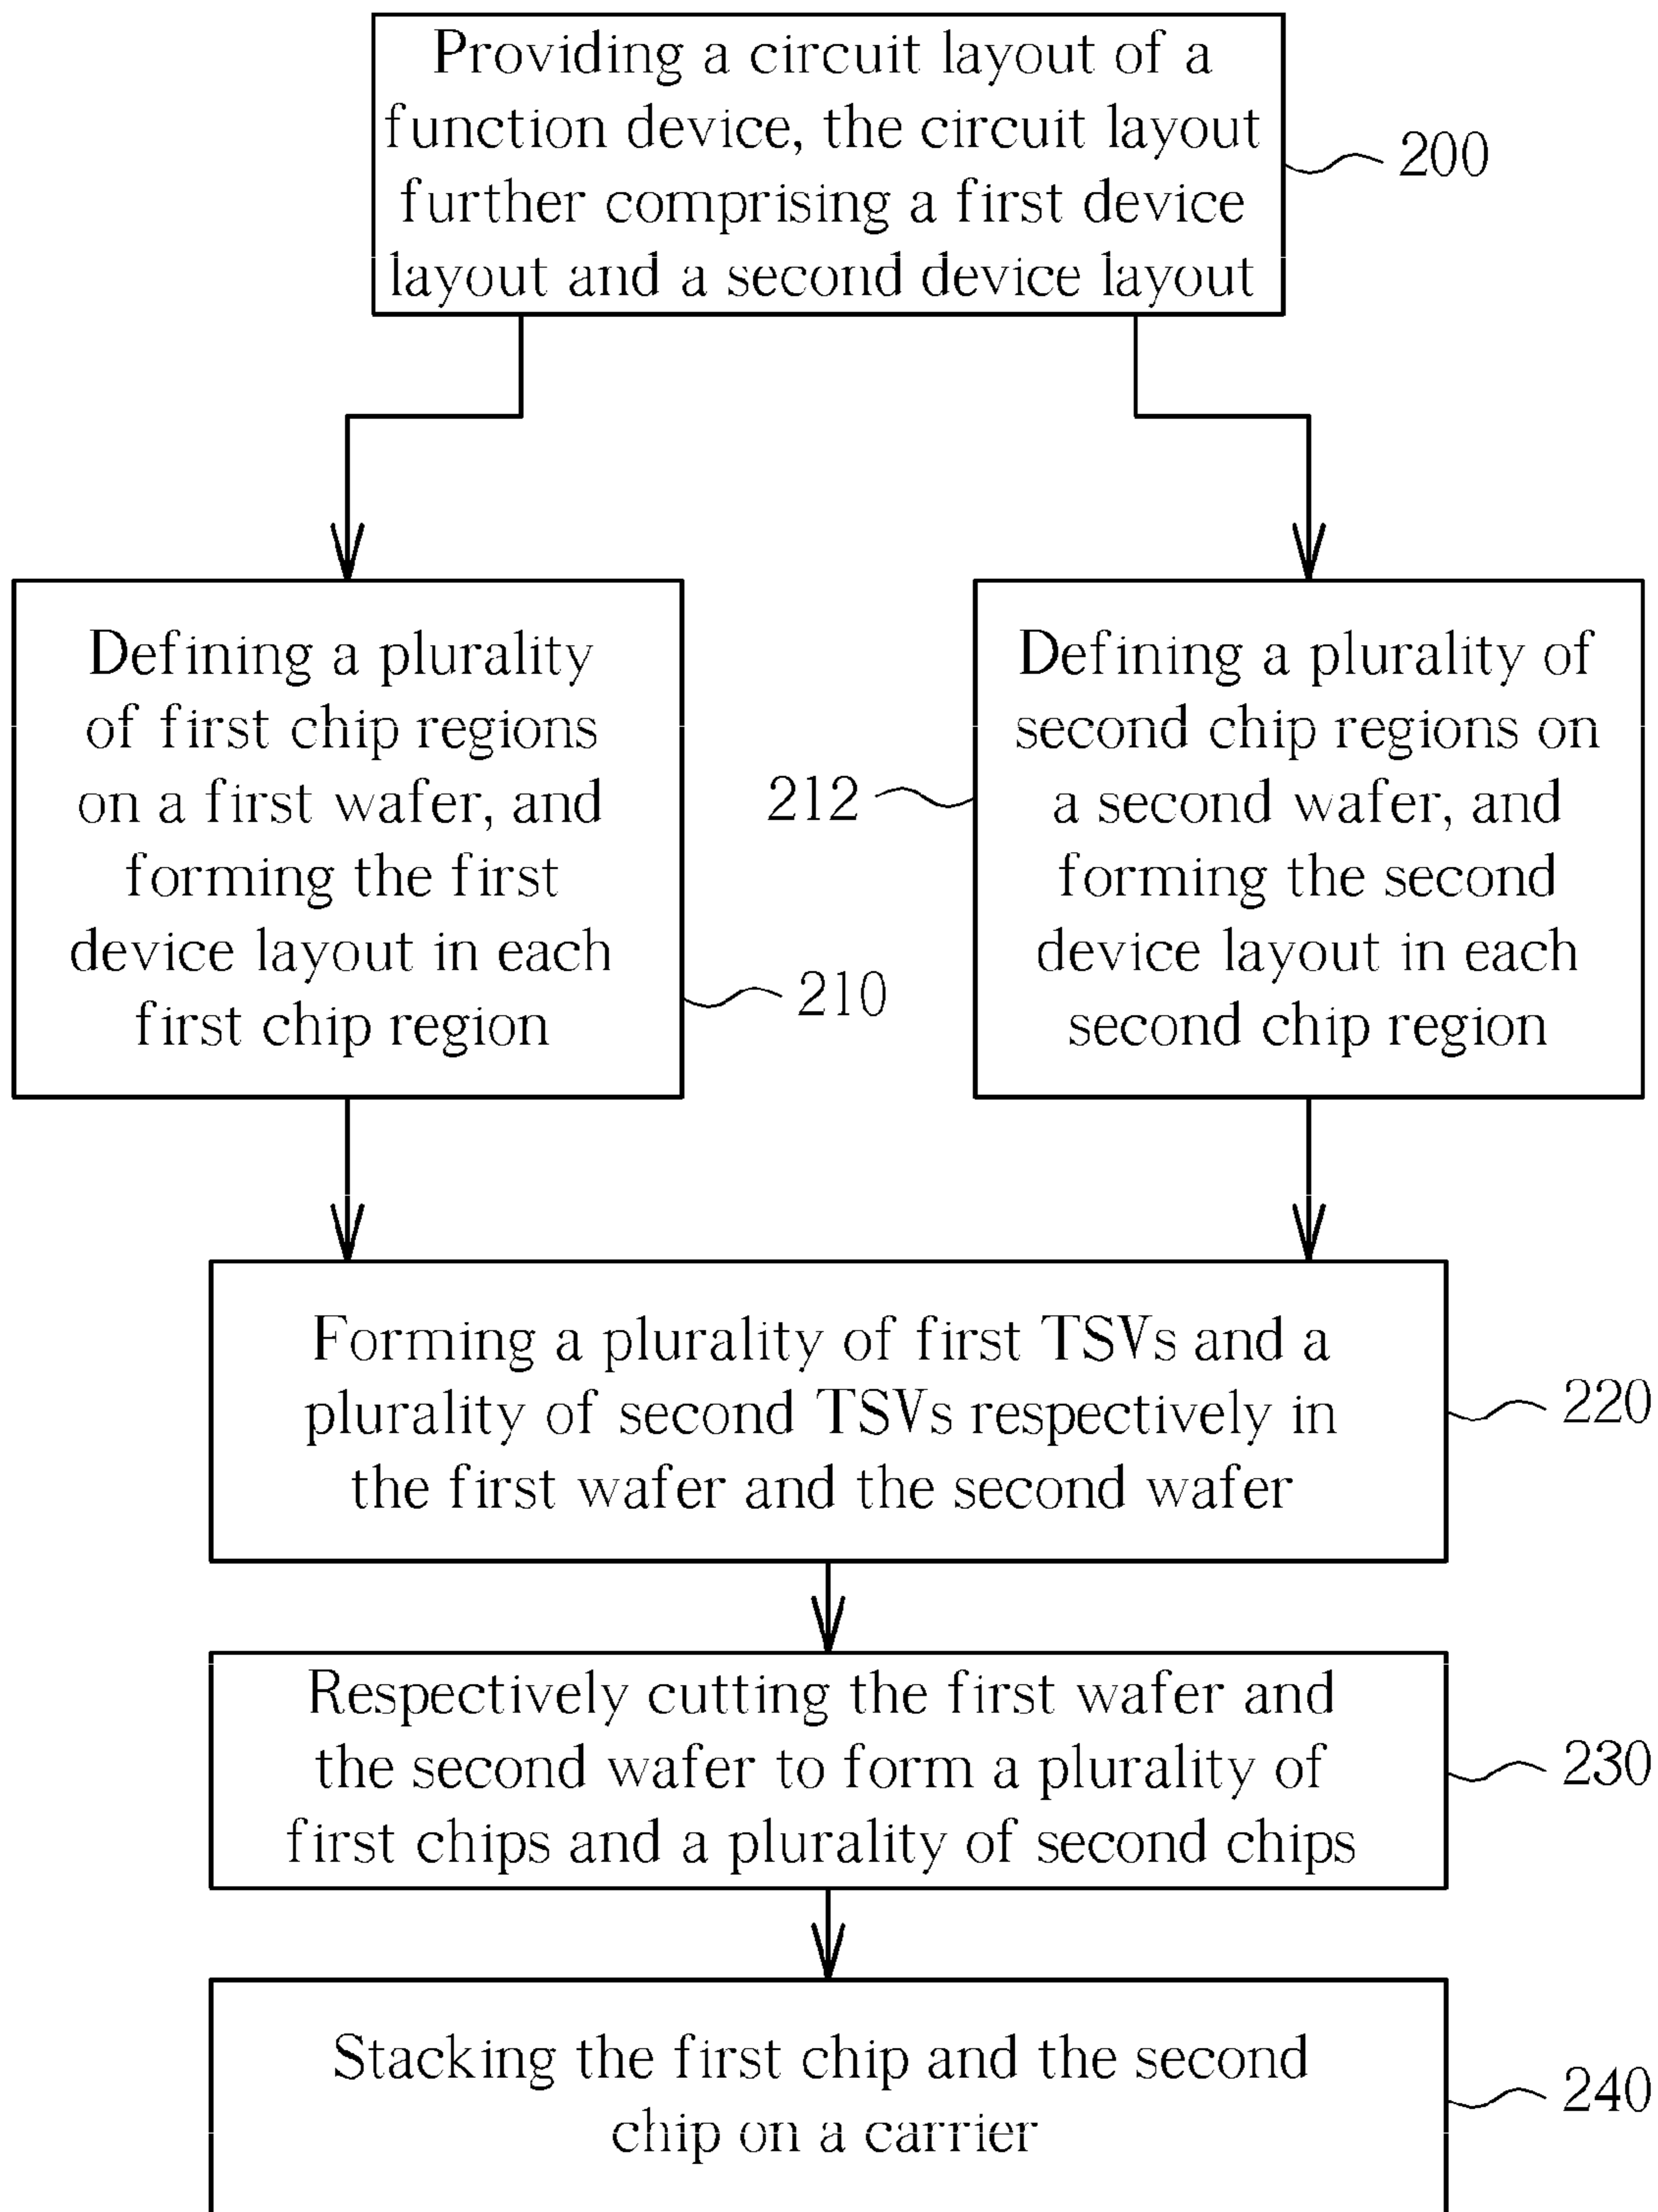 Providing a circuit layout of a
function device, the circuit layout
further comprising a first device
layout and a second device layout
200
Defining a plurality
of first chip regions
on a first wafer, and
forming the first
device layout in each
first chip region
210
Defining a plurality of
second chip regions on
a second wafer, and
forming the second
device layout in each
second chip region
212
Forming a plurality of first TSVs and a
plurality of second TSVs respectively in
the first wafer and the second wafer
220
Respectively cutting the first wafer and
the second wafer to form a plurality of
first chips and a plurality of second chips
230
Stacking the first chip and the second
chip on a carrier
240